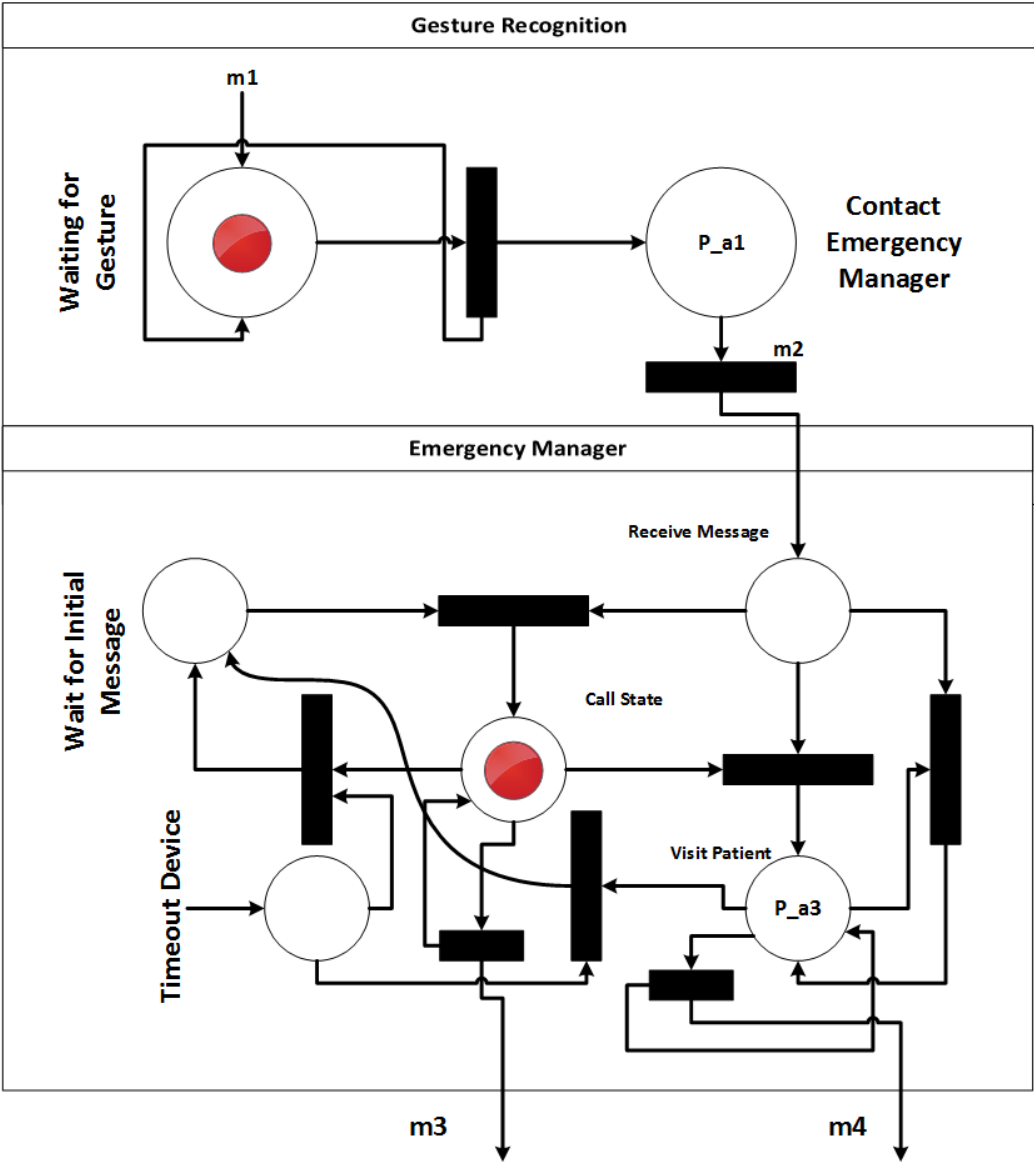 Gesture Recognition
m1
Waiting for
Gesture
P_a1
Contact
Emergency
Manager
m2
Emergency Manager
Receive Message
Wait for Initial
Message
Call State
Timeout Device
Visit Patient
P_a3
m3
m4